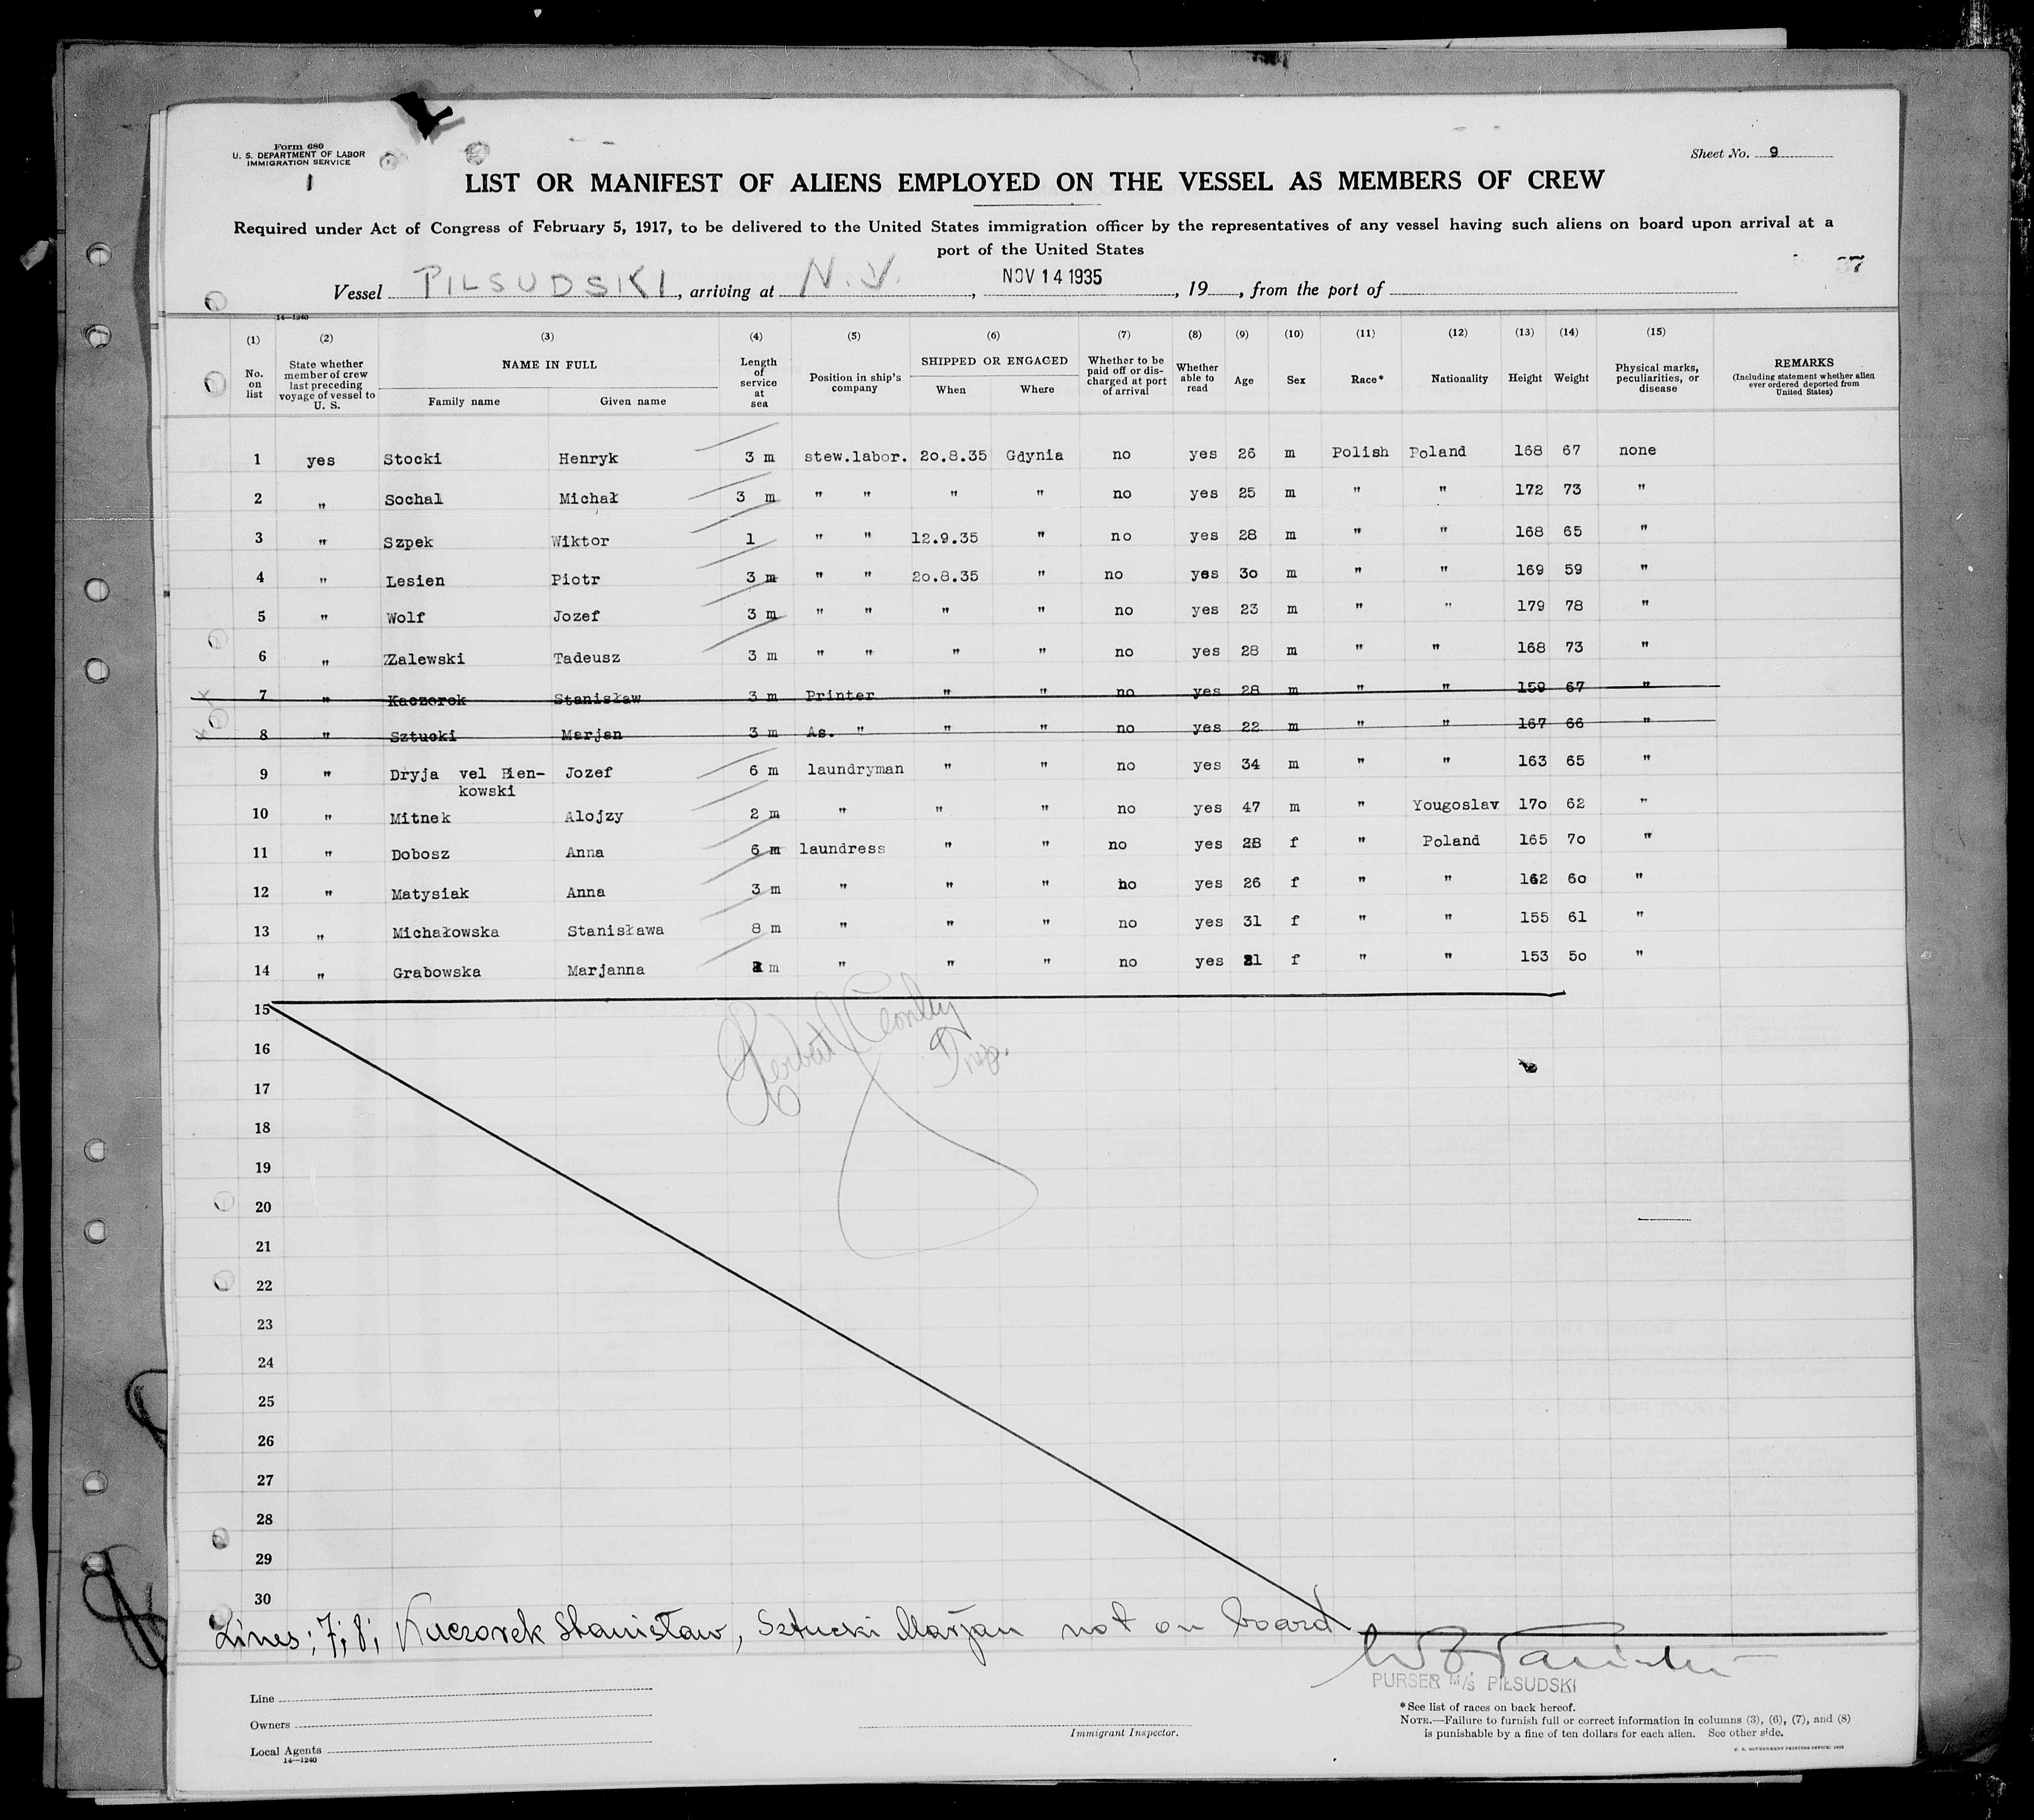 Form 680
U. S. DEPARTMENT OF LABOR
IMMIGRATION SERVICE
1
Sheet No. 9
LIST OR MANIFEST OF ALIENS EMPLOYED ON THE VESSEL AS MEMBERS OF CREW
Required under Act of Congress of February 5, 1917, to be delivered to the United States immigration officer by the representatives of any vessel having such aliens on board upon arrival at a
port of the United States
37
Vessel PILSUDSKI, arriving at N.Y., NOV 14 1935, 19, from the port of
14—1240
(1) (2) (3) (4) (5) (6) (7) (8) (9) (10) (11) (12) (13) (14) (15)
No. on list
State whether member of crew last preceding voyage of vessel to U. S.
NAME IN FULL
Family name Given name
Length of service at sea
Position in ship's company
SHIPPED OR ENGAGED
When Where
Whether to be paid off or discharged at port of arrival
Whether able to read
Age
Sex
Race*
Nationality
Height
Weight
Physical marks, peculiarities, or disease
REMARKS
(Including statement whether alien ever ordered deported from United States)
1 yes Stocki Henryk 3 m stew.labor. 20.8.35 Gdynia no yes 26 m Polish Poland 168 67 none
2 " Sochal Michał 3 m " " " " no yes 25 m " " 172 73 "
3 " Szpek Wiktor 1 " " 12.9.35 " no yes 28 m " " 168 65 "
4 " Lesien Piotr 3 m " " 20.8.35 " no yes 30 m " " 169 59 "
5 " Wolf Jozef 3 m " " " " no yes 23 m " " 179 78 "
6 " Zalewski Tadeusz 3 m " " " " no yes 28 m " " 168 73 "
7 " Kaczorek Stanisław 3 m Printer " " no yes 28 m " " 159 67 "
8 " Sztucki Marjan 3 m As. " " " no yes 22 m " " 167 66 "
9 " Dryja vel Bien- Jozef 6 m laundryman " " no yes 34 m " " 163 65 "
kowski
10 " Mitnek Alojzy 2 m " " " no yes 47 m " Yougoslav 170 62 "
11 " Dobosz Anna 6 m laundress " " no yes 28 f " Poland 165 70 "
12 " Matysiak Anna 3 m " " " no yes 26 f " " 162 60 "
13 " Michałowska Stanisława 8 m " " " no yes 31 f " " 155 61 "
14 " Grabowska Marjanna m " " " no yes 21 f " " 153 50 "
15
16
17
18
19
20
21
22
23
24
25
26
27
28
29
30
Lines; 7; 8; Kaczorek Stanisław, Sztucki Marjan not on board
PURSER M/S PIŁSUDSKI
Line
Owners
Local Agents
14—1240
Immigrant Inspector.
*See list of races on back hereof.
NOTE.—Failure to furnish full or correct information in columns (3), (6), (7), and (8)
is punishable by a fine of ten dollars for each alien. See other side.